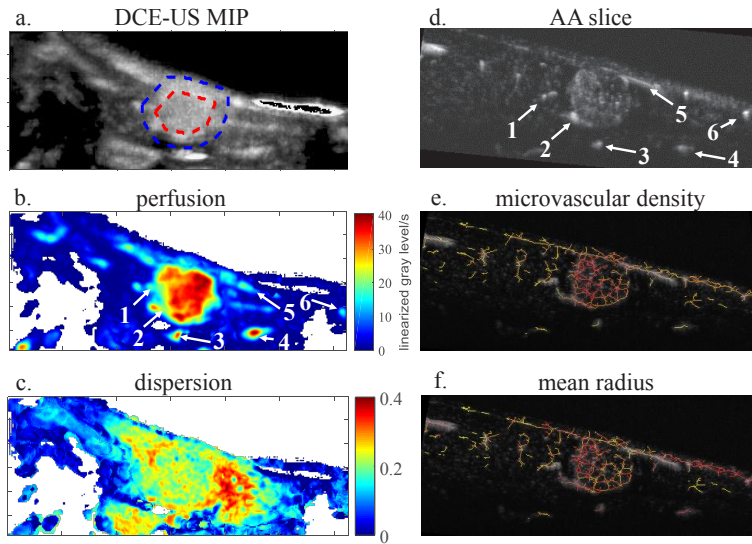 a.
DCE-US MIP
d.
AA slice
1
2
3
4
5
6
b.
perfusion
40
30
20
10
0
linearized gray level/s
1
2
3
4
5
6
e.
microvascular density
c.
dispersion
0.4
0.2
0
f.
mean radius